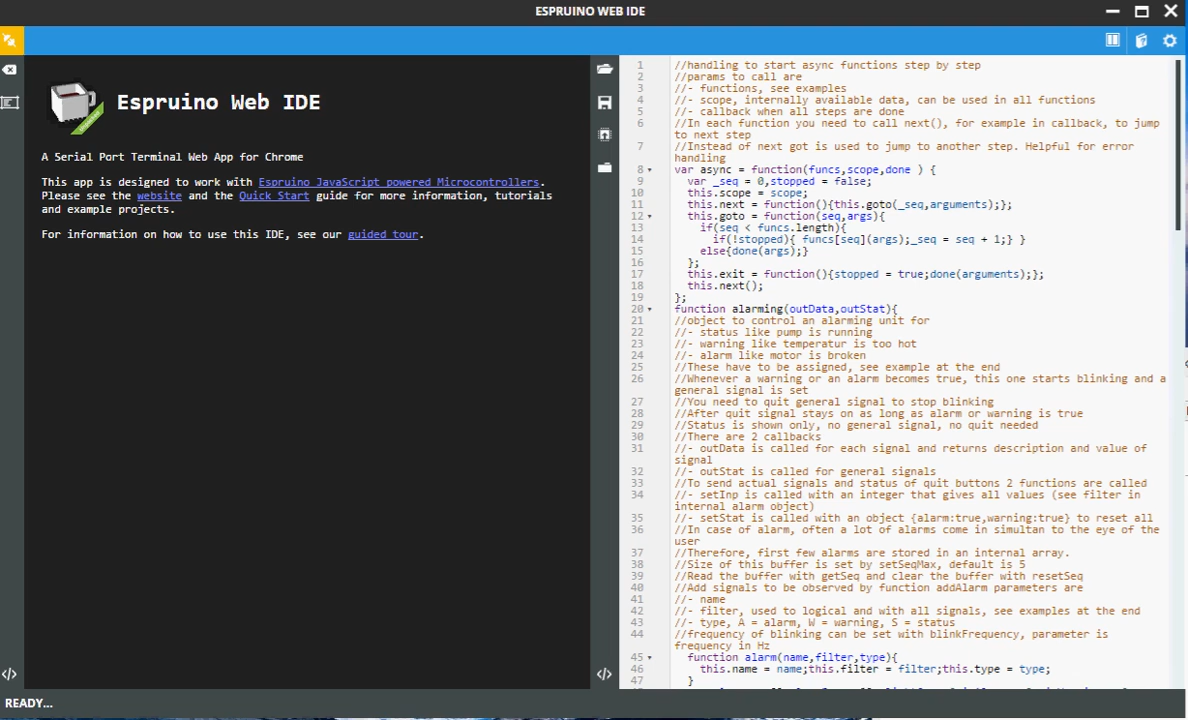 ESPRUINO WEB IDE
Espruino Web IDE
A Serial Port Terminal Web App for Chrome
This app is designed to work with Espruino JavaScript powered Microcontrollers.
Please see the website and the Quick Start guide for more information, tutorials
and example projects.
For information on how to use this IDE, see our guided tour.
1 //handling to start async functions step by step
2 //params to call are
3 //- functions, see examples
4 //- scope, internally available data, can be used in all functions
5 //- callback when all steps are done
6 //In each function you need to call next(), for example in callback, to jump
to next step
7 //Instead of next got is used to jump to another step. Helpful for error
handling
8 var async = function(funcs,scope,done ) {
9 var _seq = 0,stopped = false;
10 this.scope = scope;
11 this.next = function(){this.goto(_seq,arguments);};
12 this.goto = function(seq,args){
13 if(seq < funcs.length){
14 if(!stopped){ funcs[seq](args);_seq = seq + 1;} }
15 else{done(args);}
16 };
17 this.exit = function(){stopped = true;done(arguments);};
18 this.next();
19 };
20 function alarming(outData,outStat){
21 //object to control an alarming unit for
22 //- status like pump is running
23 //- warning like temperatur is too hot
24 //- alarm like motor is broken
25 //These have to be assigned, see example at the end
26 //Whenever a warning or an alarm becomes true, this one starts blinking and a
general signal is set
27 //You need to quit general signal to stop blinking
28 //After quit signal stays on as long as alarm or warning is true
29 //Status is shown only, no general signal, no quit needed
30 //There are 2 callbacks
31 //- outData is called for each signal and returns description and value of
signal
32 //- outStat is called for general signals
33 //To send actual signals and status of quit buttons 2 functions are called
34 //- setInp is called with an integer that gives all values (see filter in
internal alarm object)
35 //- setStat is called with an object {alarm:true,warning:true} to reset all
36 //In case of alarm, often a lot of alarms come in simultan to the eye of the
user
37 //Therefore, first few alarms are stored in an internal array.
38 //Size of this buffer is set by setSeqMax, default is 5
39 //Read the buffer with getSeq and clear the buffer with resetSeq
40 //Add signals to be observed by function addAlarm parameters are
41 //- name
42 //- filter, used to logical and with all signals, see examples at the end
43 //- type, A = alarm, W = warning, S = status
44 //frequency of blinking can be set with blinkFrequency, parameter is
frequency in Hz
45 function alarm(name,filter,type){
46 this.name = name;this.filter = filter;this.type = type;
47 }
READY...